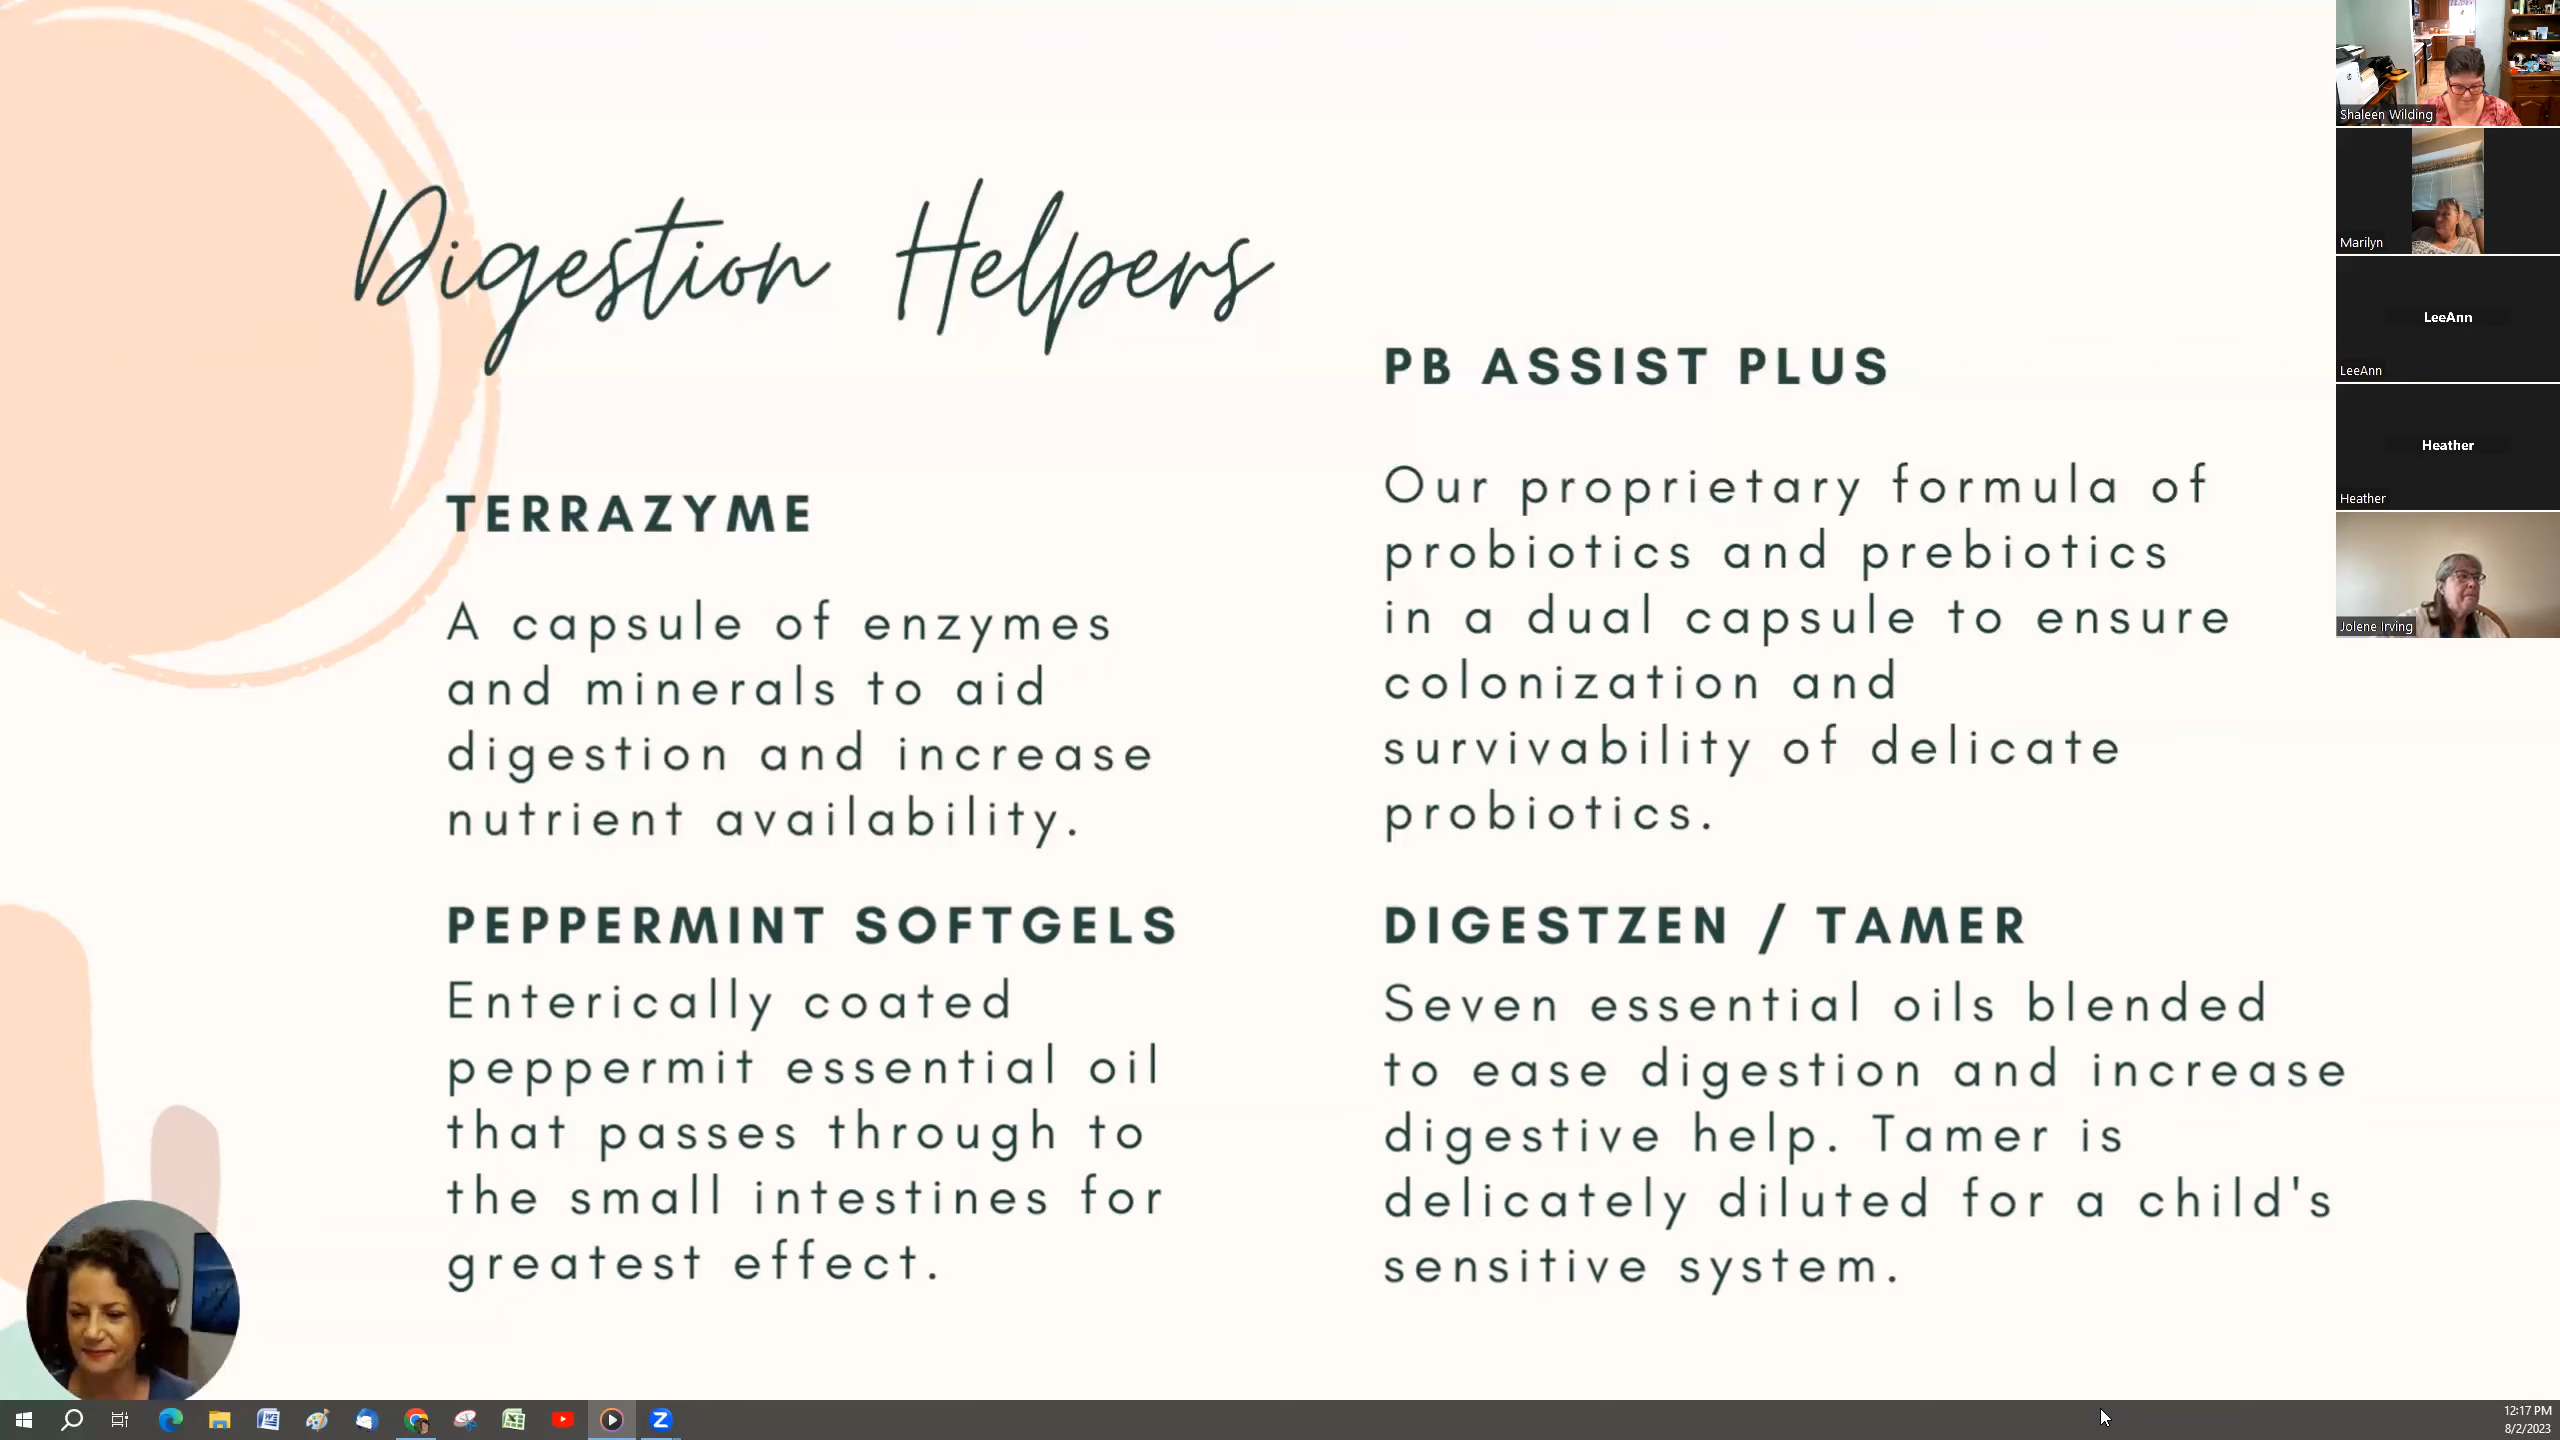 Digestion Helpers
TERRAZYME
A capsule of enzymes
and minerals to aid
digestion and increase
nutrient availability.
PEPPERMINT SOFTGELS
Enterically coated
peppermit essential oil
that passes through to
the small intestines for
greatest effect.
PB ASSIST PLUS
Our proprietary formula of
probiotics and prebiotics
in a dual capsule to ensure
colonization and
survivability of delicate
probiotics.
DIGESTZEN / TAMER
Seven essential oils blended
to ease digestion and increase
digestive help. Tamer is
delicately diluted for a child's
sensitive system.
Shaleen Wilding
Marilyn
LeeAnn
LeeAnn
Heather
Heather
Jolene Irving
12:17 PM
8/2/2023